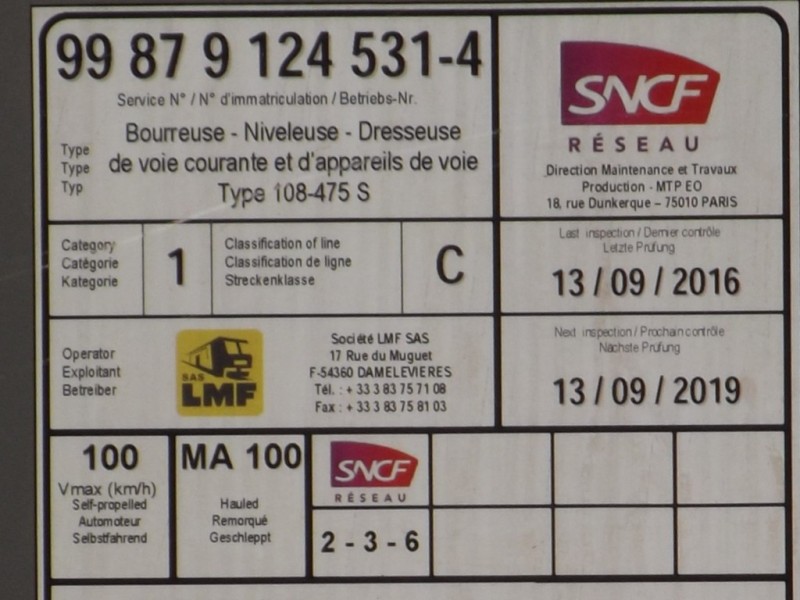 99 87 9 124 531-4
Service N° / N° d'immatriculation / Betriebs-Nr.
Type
Type
Typ
Bourreuse - Niveleuse - Dresseuse
de voie courante et d'appareils de voie
Type 108-475 S
SNCF
RÉSEAU
Direction Maintenance et Travaux
Production - MTP EO
18, rue Dunkerque – 75010 PARIS
Category
Catégorie
Kategorie
1
Classification of line
Classification de ligne
Streckenklasse
C
Last inspection / Dernier contrôle
Letzte Prüfung
13 / 09 / 2016
Operator
Exploitant
Betreiber
SAS
LMF
Société LMF SAS
17 Rue du Muguet
F-54360 DAMELEVIERES
Tél. : + 33 3 83 75 71 08
Fax : + 33 3 83 75 81 03
Next inspection / Prochain contrôle
Nächste Prüfung
13 / 09 / 2019
100
Vmax (km/h)
Self-propelled
Automoteur
Selbstfahrend
MA 100
Hauled
Remorqué
Geschleppt
SNCF
RÉSEAU
2 - 3 - 6